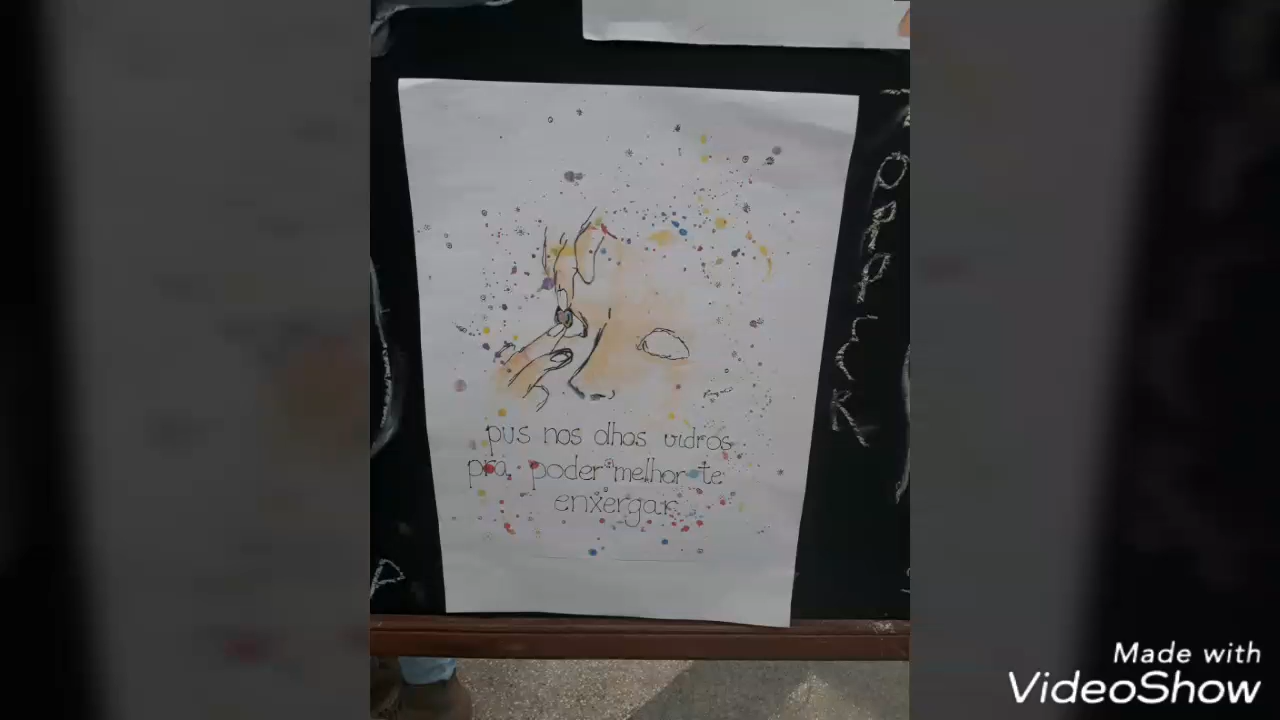 pus nos olhos vidros
pra poder melhor te
enxergar
Made with
VideoShow